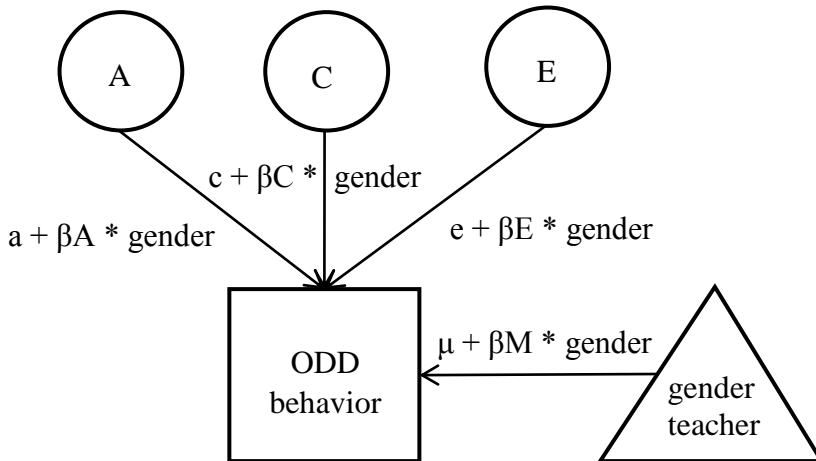 A
C
E
c + βC * gender
a + βA * gender
e + βE * gender
μ + βM * gender
ODD
behavior
gender
teacher